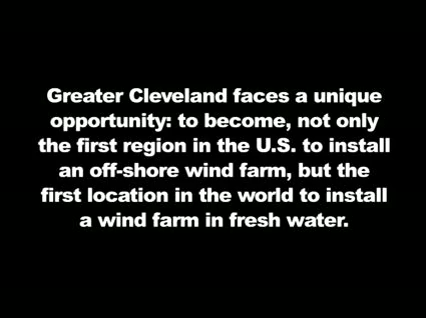 Greater Cleveland faces a unique
opportunity: to become, not only
the first region in the U.S. to install
an off-shore wind farm, but the
first location in the world to install
a wind farm in fresh water.